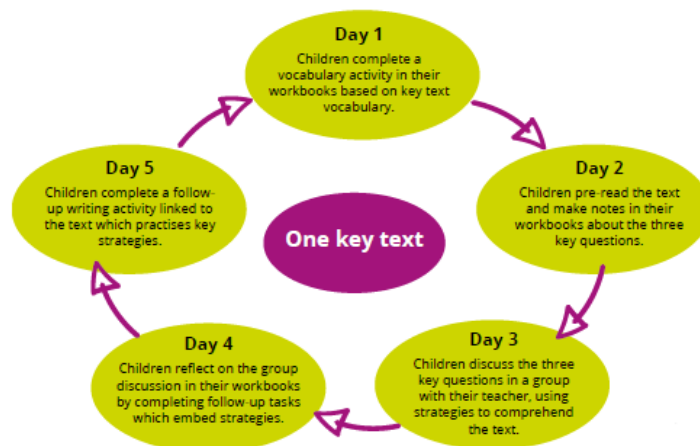 Day 1
Children complete a
vocabulary activity in their
workbooks based on key text
vocabulary.
Day 2
Children pre-read the text
and make notes in their
workbooks about the three
key questions.
Day 3
Children discuss the three
key questions in a group
with their teacher, using
strategies to comprehend
the text.
Day 4
Children reflect on the group
discussion in their workbooks
by completing follow-up tasks
which embed strategies.
Day 5
Children complete a follow-
up writing activity linked to
the text which practises key
strategies.
One key text